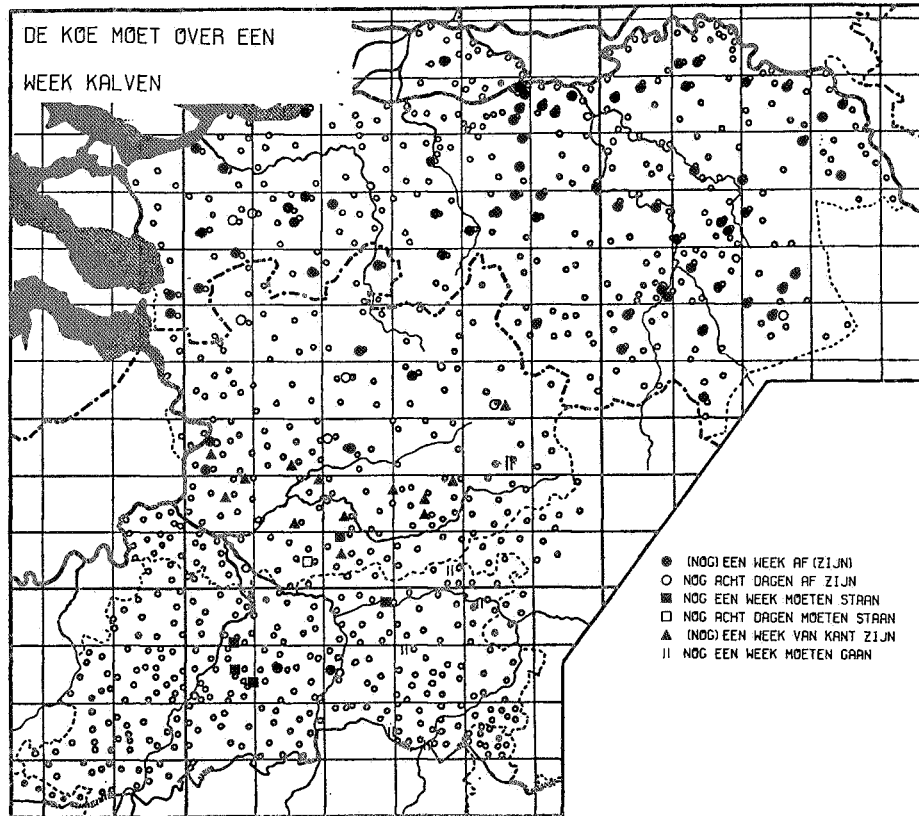 DE KOE MOET OVER EEN
WEEK KALVEN
(NOG) EEN WEEK AF (ZIJN)
NOG ACHT DAGEN AF ZIJN
NOG EEN WEEK MOETEN STAAN
NOG ACHT DAGEN MOETEN STAAN
(NOG) EEN WEEK VAN KANT ZIJN
NOG EEN WEEK MOETEN GAAN